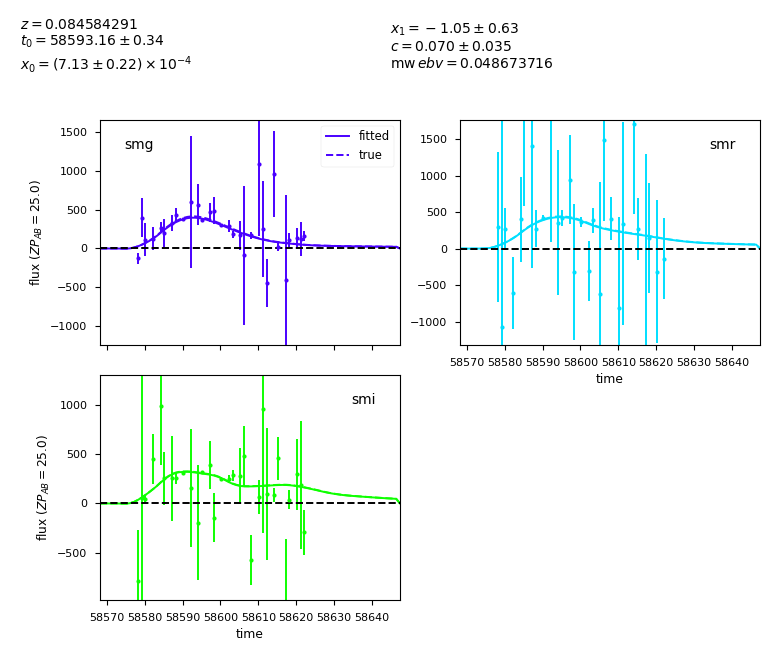 z = 0.084584291
t₀ = 58593.16 ± 0.34
x₀ = (7.13 ± 0.22) × 10⁻⁴
x₁ = −1.05 ± 0.63
c = 0.070 ± 0.035
mwebv = 0.048673716
smg
fitted
true
1500
1000
500
0
−500
−1000
flux (ZP_AB = 25.0)
smr
1500
1000
500
0
−500
−1000
58570 58580 58590 58600 58610 58620 58630 58640
time
smi
1000
500
0
−500
flux (ZP_AB = 25.0)
58570 58580 58590 58600 58610 58620 58630 58640
time